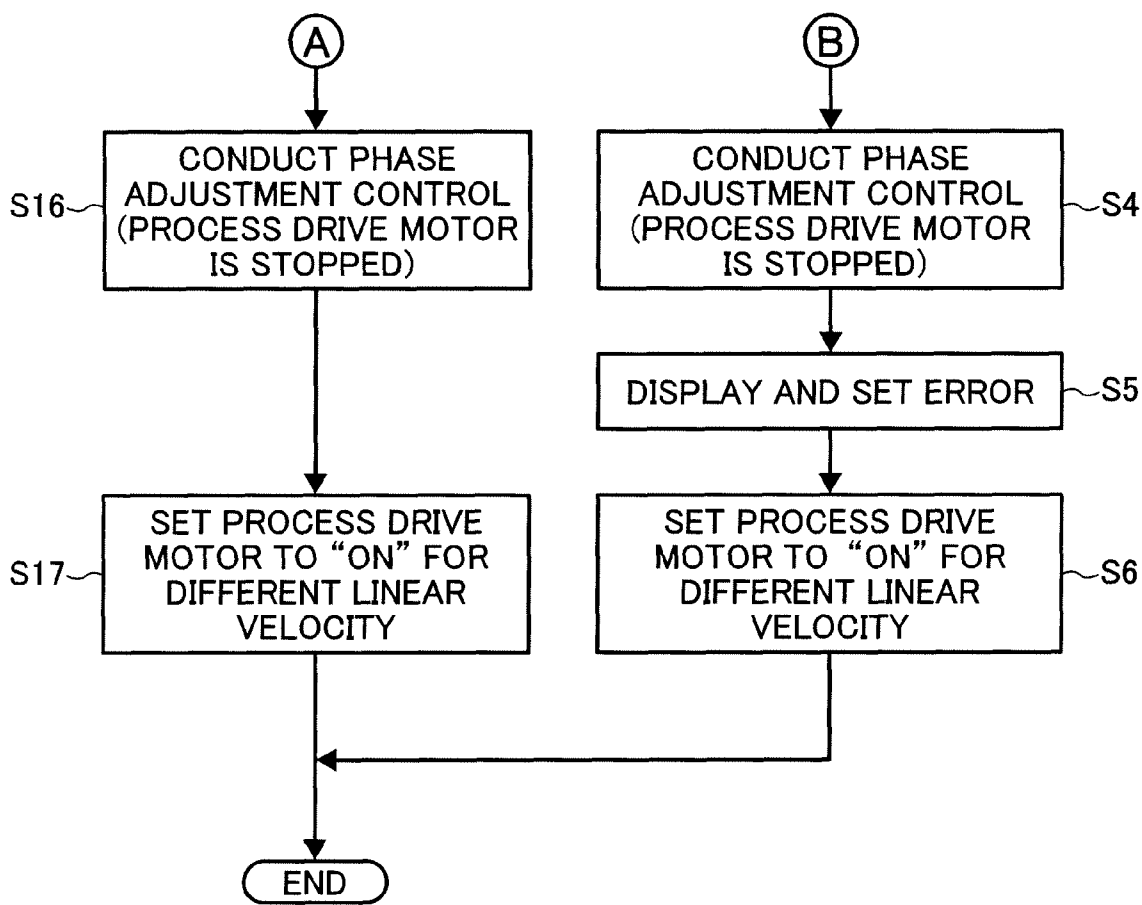 A
CONDUCT PHASE
ADJUSTMENT CONTROL
(PROCESS DRIVE MOTOR
IS STOPPED)
S16
SET PROCESS DRIVE
MOTOR TO “ON” FOR
DIFFERENT LINEAR
VELOCITY
S17
B
CONDUCT PHASE
ADJUSTMENT CONTROL
(PROCESS DRIVE MOTOR
IS STOPPED)
S4
DISPLAY AND SET ERROR
S5
SET PROCESS DRIVE
MOTOR TO “ON” FOR
DIFFERENT LINEAR
VELOCITY
S6
END